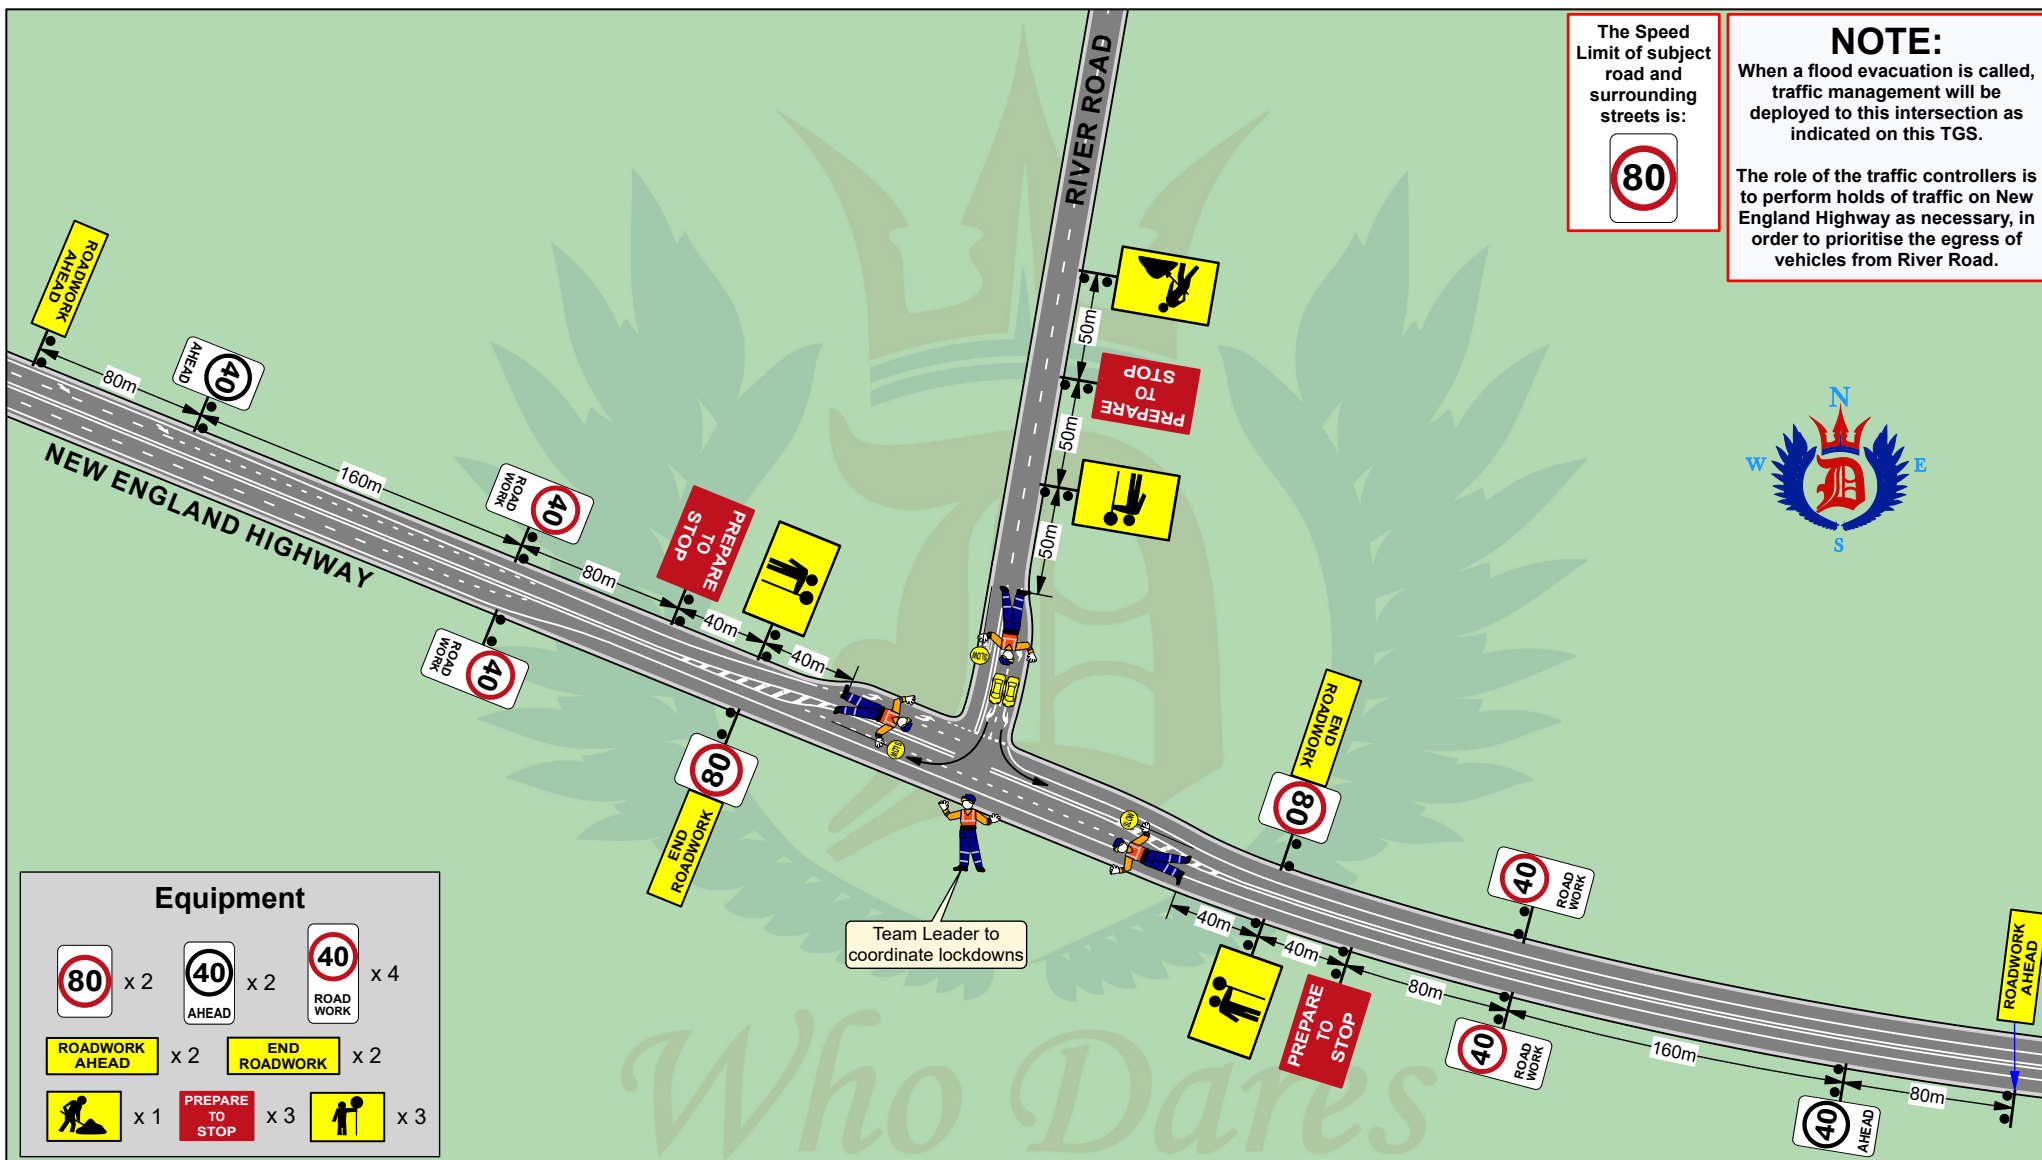 The Speed
Limit of subject
road and
surrounding
streets is:
80
NOTE:
When a flood evacuation is called,
traffic management will be
deployed to this intersection as
indicated on this TGS.
The role of the traffic controllers is
to perform holds of traffic on New
England Highway as necessary, in
order to prioritise the egress of
vehicles from River Road.
RIVER ROAD
ROADWORK
AHEAD
80m
40
AHEAD
160m
NEW ENGLAND HIGHWAY
40
ROAD
WORK
80m
PREPARE
TO
STOP
40m
40m
40
ROAD
WORK
80
END
ROADWORK
50m
PREPARE
TO
STOP
50m
50m
SLOW
SLOW
SLOW
N
W
E
S
D
END
ROADWORK
80
40
ROAD
WORK
ROADWORK
AHEAD
Team Leader to
coordinate lockdowns
40m
40m
PREPARE
TO
STOP
80m
40
ROAD
WORK
160m
80m
40
AHEAD
Equipment
80 x 2
40
AHEAD
x 2
40
ROAD
WORK
x 4
ROADWORK
AHEAD
x 2
END
ROADWORK
x 2
x 1
PREPARE
TO
STOP
x 3
x 3
D
Who Dares